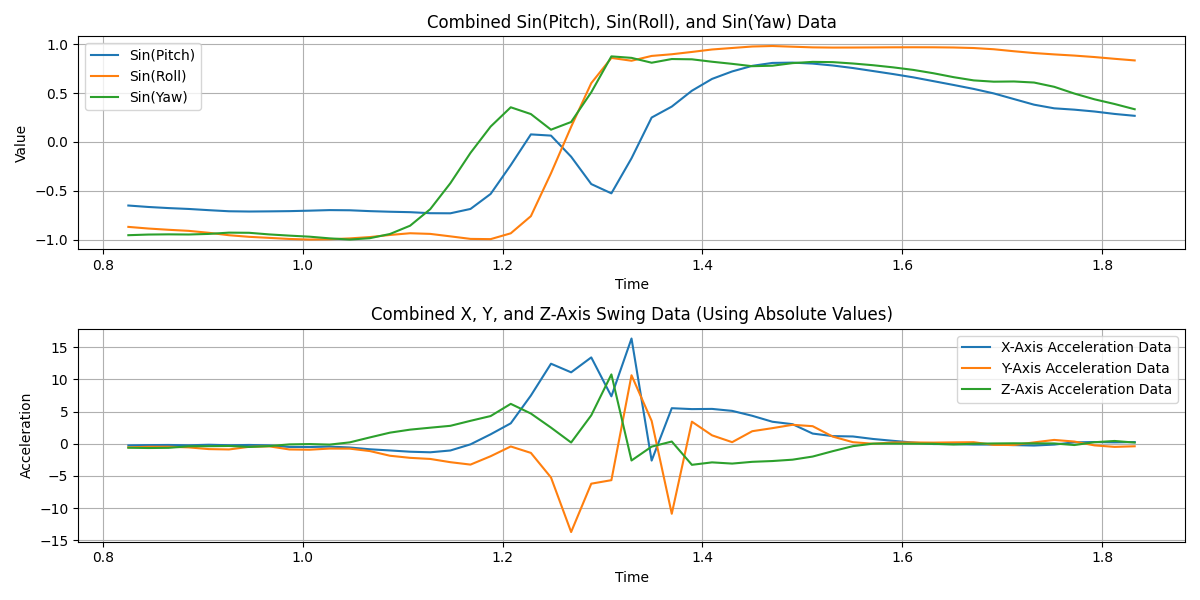 Combined Sin(Pitch), Sin(Roll), and Sin(Yaw) Data
Sin(Pitch)
Sin(Roll)
Sin(Yaw)
1.0
0.5
0.0
−0.5
−1.0
Value
0.8 1.0 1.2 1.4 1.6 1.8
Time
Combined X, Y, and Z-Axis Swing Data (Using Absolute Values)
X-Axis Acceleration Data
Y-Axis Acceleration Data
Z-Axis Acceleration Data
15
10
5
0
−5
−10
−15
Acceleration
0.8 1.0 1.2 1.4 1.6 1.8
Time